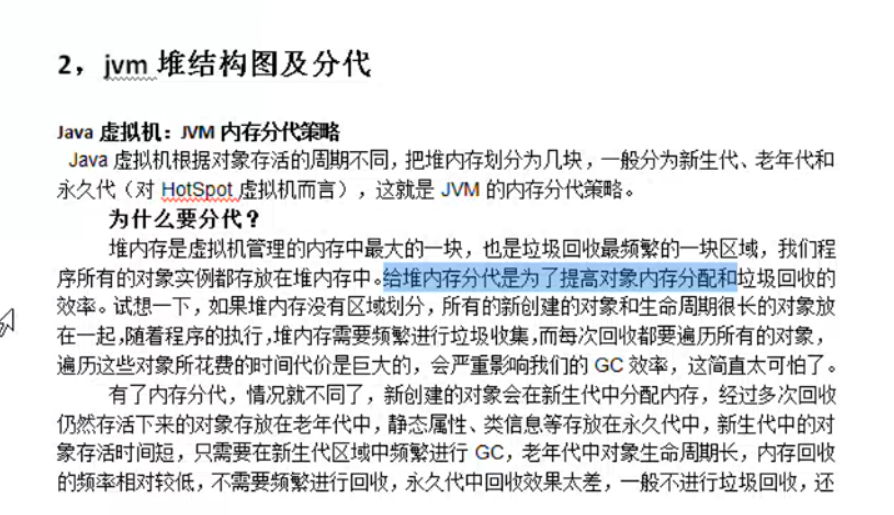 2，jvm 堆结构图及分代
Java 虚拟机：JVM 内存分代策略
Java 虚拟机根据对象存活的周期不同，把堆内存划分为几块，一般分为新生代、老年代和
永久代（对 HotSpot 虚拟机而言），这就是 JVM 的内存分代策略。
为什么要分代？
堆内存是虚拟机管理的内存中最大的一块，也是垃圾回收最频繁的一块区域，我们程
序所有的对象实例都存放在堆内存中。给堆内存分代是为了提高对象内存分配和垃圾回收的
效率。试想一下，如果堆内存没有区域划分，所有的新创建的对象和生命周期很长的对象放
在一起，随着程序的执行，堆内存需要频繁进行垃圾收集，而每次回收都要遍历所有的对象，
遍历这些对象所花费的时间代价是巨大的，会严重影响我们的 GC 效率，这简直太可怕了。
有了内存分代，情况就不同了，新创建的对象会在新生代中分配内存，经过多次回收
仍然存活下来的对象存放在老年代中，静态属性、类信息等存放在永久代中，新生代中的对
象存活时间短，只需要在新生代区域中频繁进行 GC，老年代中对象生命周期长，内存回收
的频率相对较低，不需要频繁进行回收，永久代中回收效果太差，一般不进行垃圾回收，还